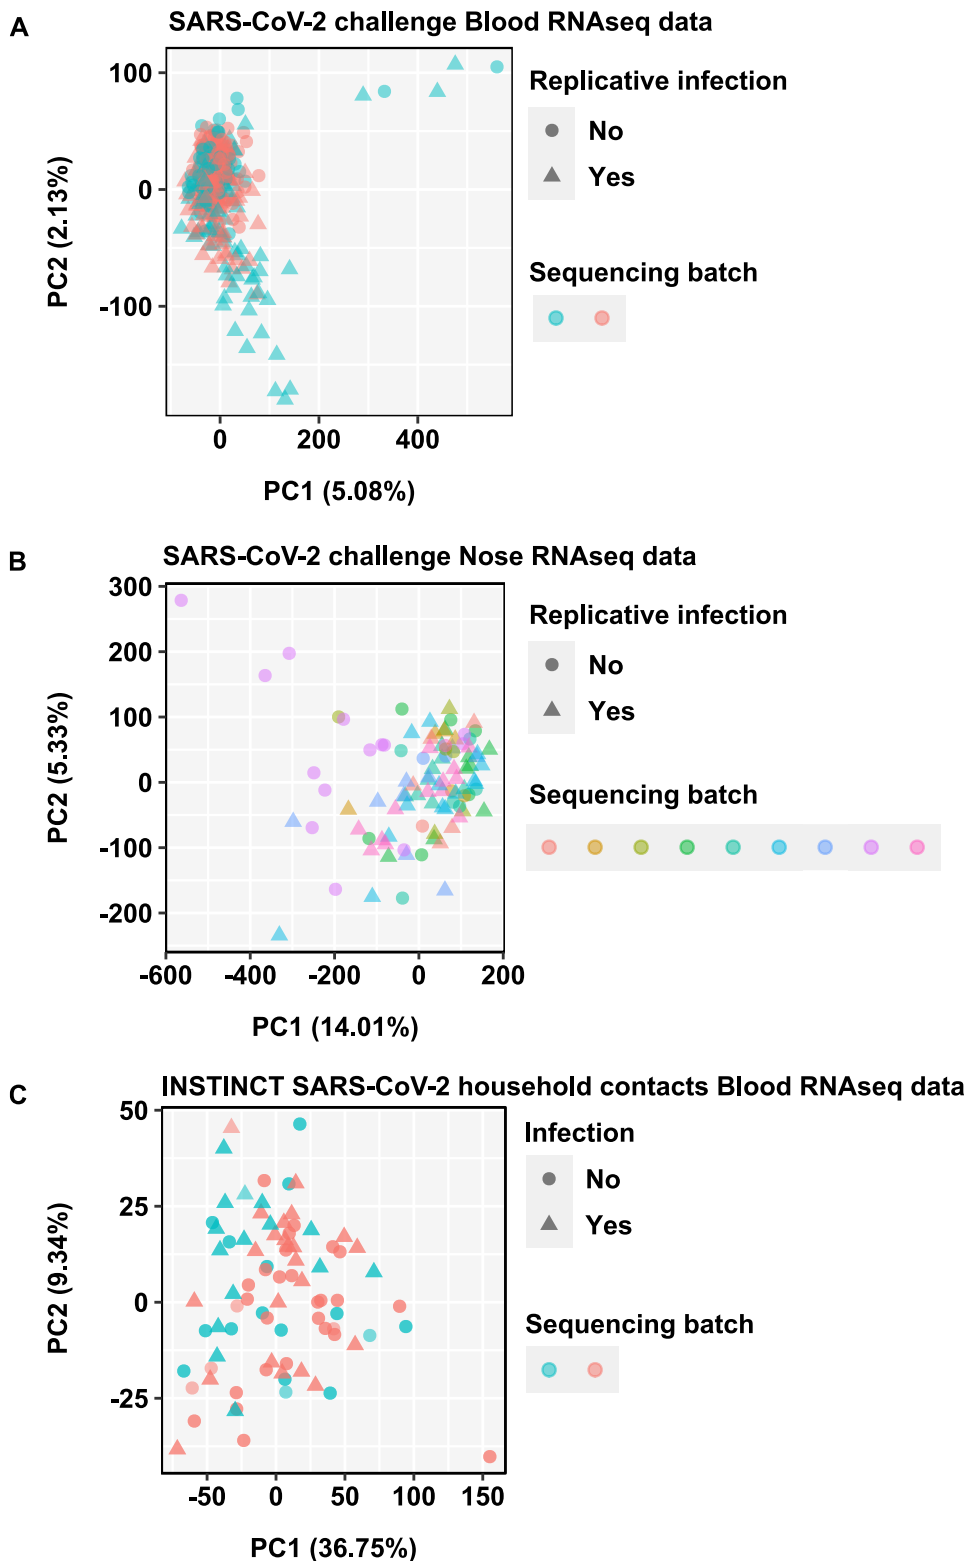 A
SARS-CoV-2 challenge Blood RNAseq data
100
0
-100
PC2 (2.13%)
0
200
400
PC1 (5.08%)
Replicative infection
No
Yes
Sequencing batch
B
SARS-CoV-2 challenge Nose RNAseq data
300
200
100
0
-100
-200
PC2 (5.33%)
-600
-400
-200
0
200
PC1 (14.01%)
Replicative infection
No
Yes
Sequencing batch
C
INSTINCT SARS-CoV-2 household contacts Blood RNAseq data
50
25
0
-25
PC2 (9.34%)
-50
0
50
100
150
PC1 (36.75%)
Infection
No
Yes
Sequencing batch